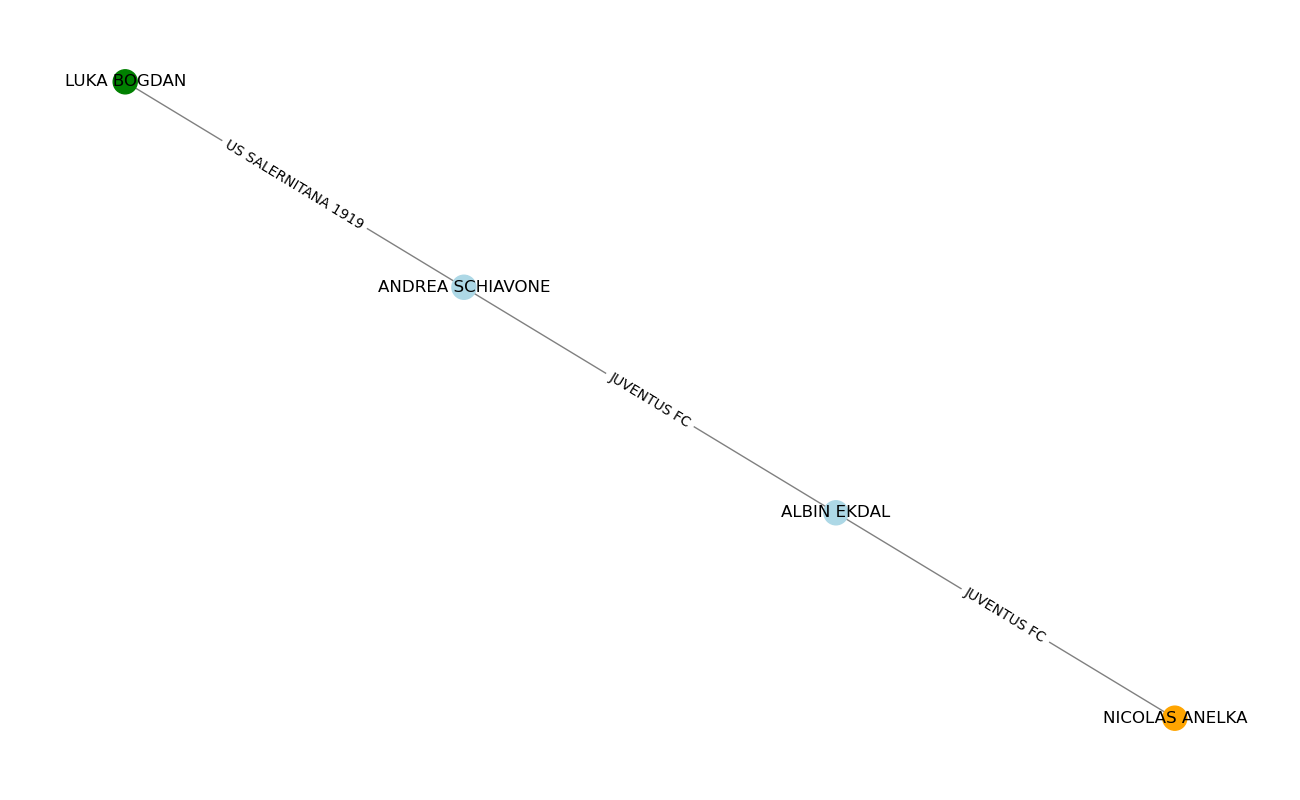 LUKA BOGDAN
US SALERNITANA 1919
ANDREA SCHIAVONE
JUVENTUS FC
ALBIN EKDAL
JUVENTUS FC
NICOLAS ANELKA